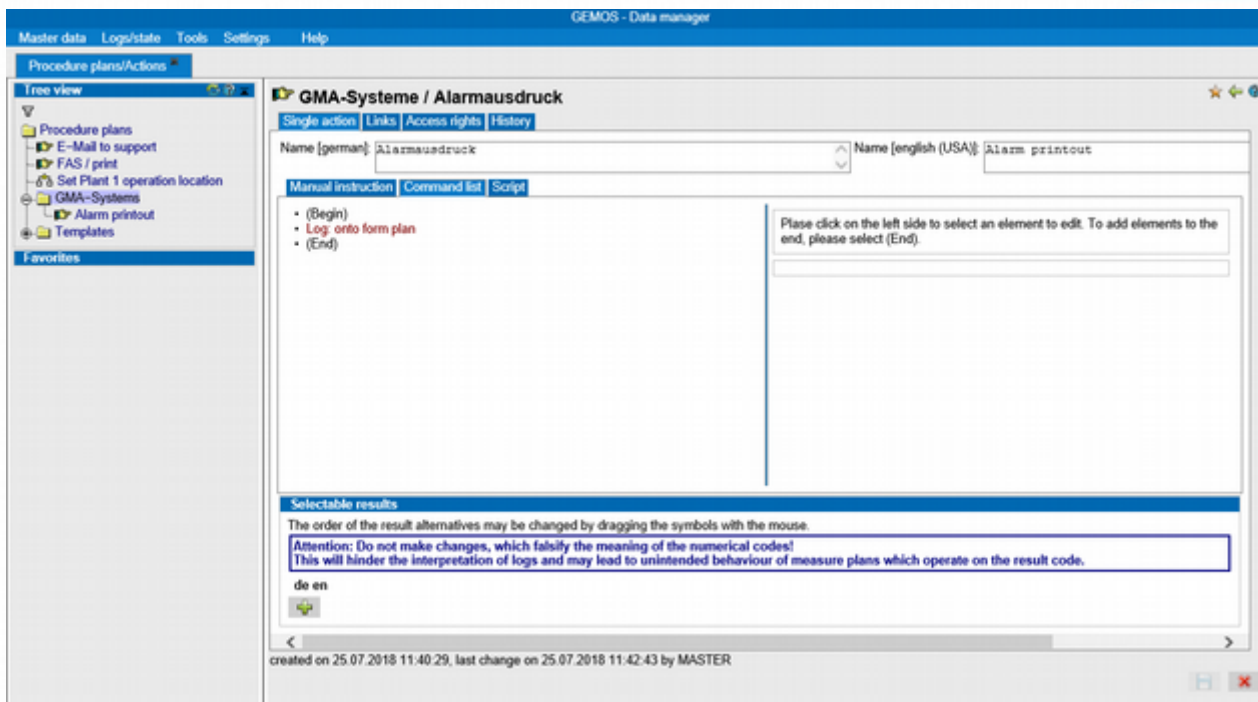 GEMOS - Data manager
Master data Logs/state Tools Settings Help
Procedure plans/Actions
Tree view
Procedure plans
E-Mail to support
FAS / print
Set Plant 1 operation location
GMA-Systems
Alarm printout
Templates
Favorites
GMA-Systeme / Alarmausdruck
Single action Links Access rights History
Name [german]: Alarmausdruck Name [english (USA)]: Alarm printout
Manual instruction Command list Script
(Begin)
Log: onto form plan
(End)
Plase click on the left side to select an element to edit. To add elements to the
end, please select (End).
Selectable results
The order of the result alternatives may be changed by dragging the symbols with the mouse.
Attention: Do not make changes, which falsify the meaning of the numerical codes!
This will hinder the interpretation of logs and may lead to unintended behaviour of measure plans which operate on the result code.
de en
created on 25.07.2018 11:40:29, last change on 25.07.2018 11:42:43 by MASTER